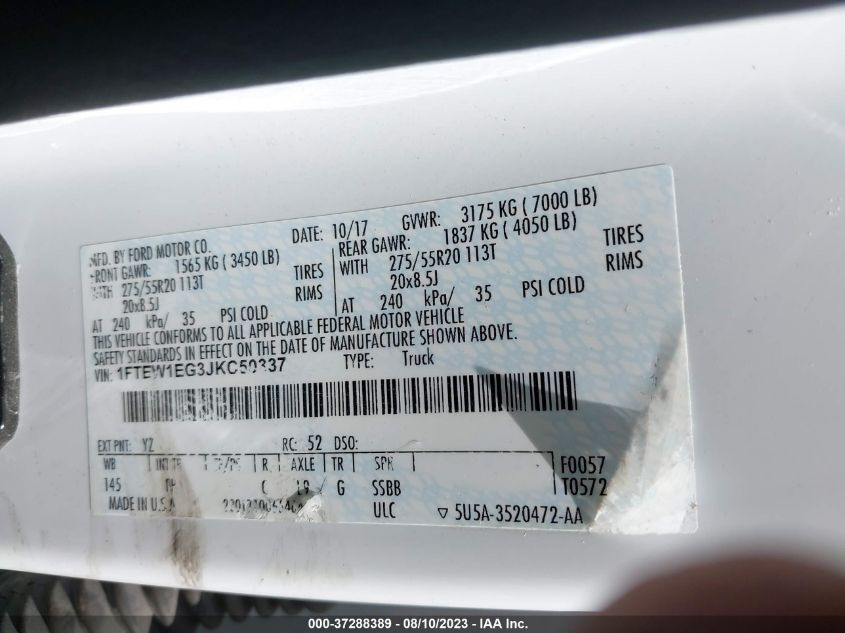 MFD. BY FORD MOTOR CO. DATE: 10/17 GVWR: 3175 KG ( 7000 LB)
FRONT GAWR: 1565 KG ( 3450 LB) REAR GAWR: 1837 KG ( 4050 LB)
WITH 275/55R20 113T TIRES WITH 275/55R20 113T TIRES
20x8.5J RIMS 20x8.5J RIMS
AT 240 kPa/ 35 PSI COLD AT 240 kPa/ 35 PSI COLD
THIS VEHICLE CONFORMS TO ALL APPLICABLE FEDERAL MOTOR VEHICLE
SAFETY STANDARDS IN EFFECT ON THE DATE OF MANUFACTURE SHOWN ABOVE.
VIN: TYPE: Truck
EXT PNT: YZ RC: 52 DSO:
WB INT TR R AXLE TR SPR F0057
145 G SSBB T0572
MADE IN U.S.A ULC ▽ 5U5A-3520472-AA
000-37288389 - 08/10/2023 - IAA Inc.